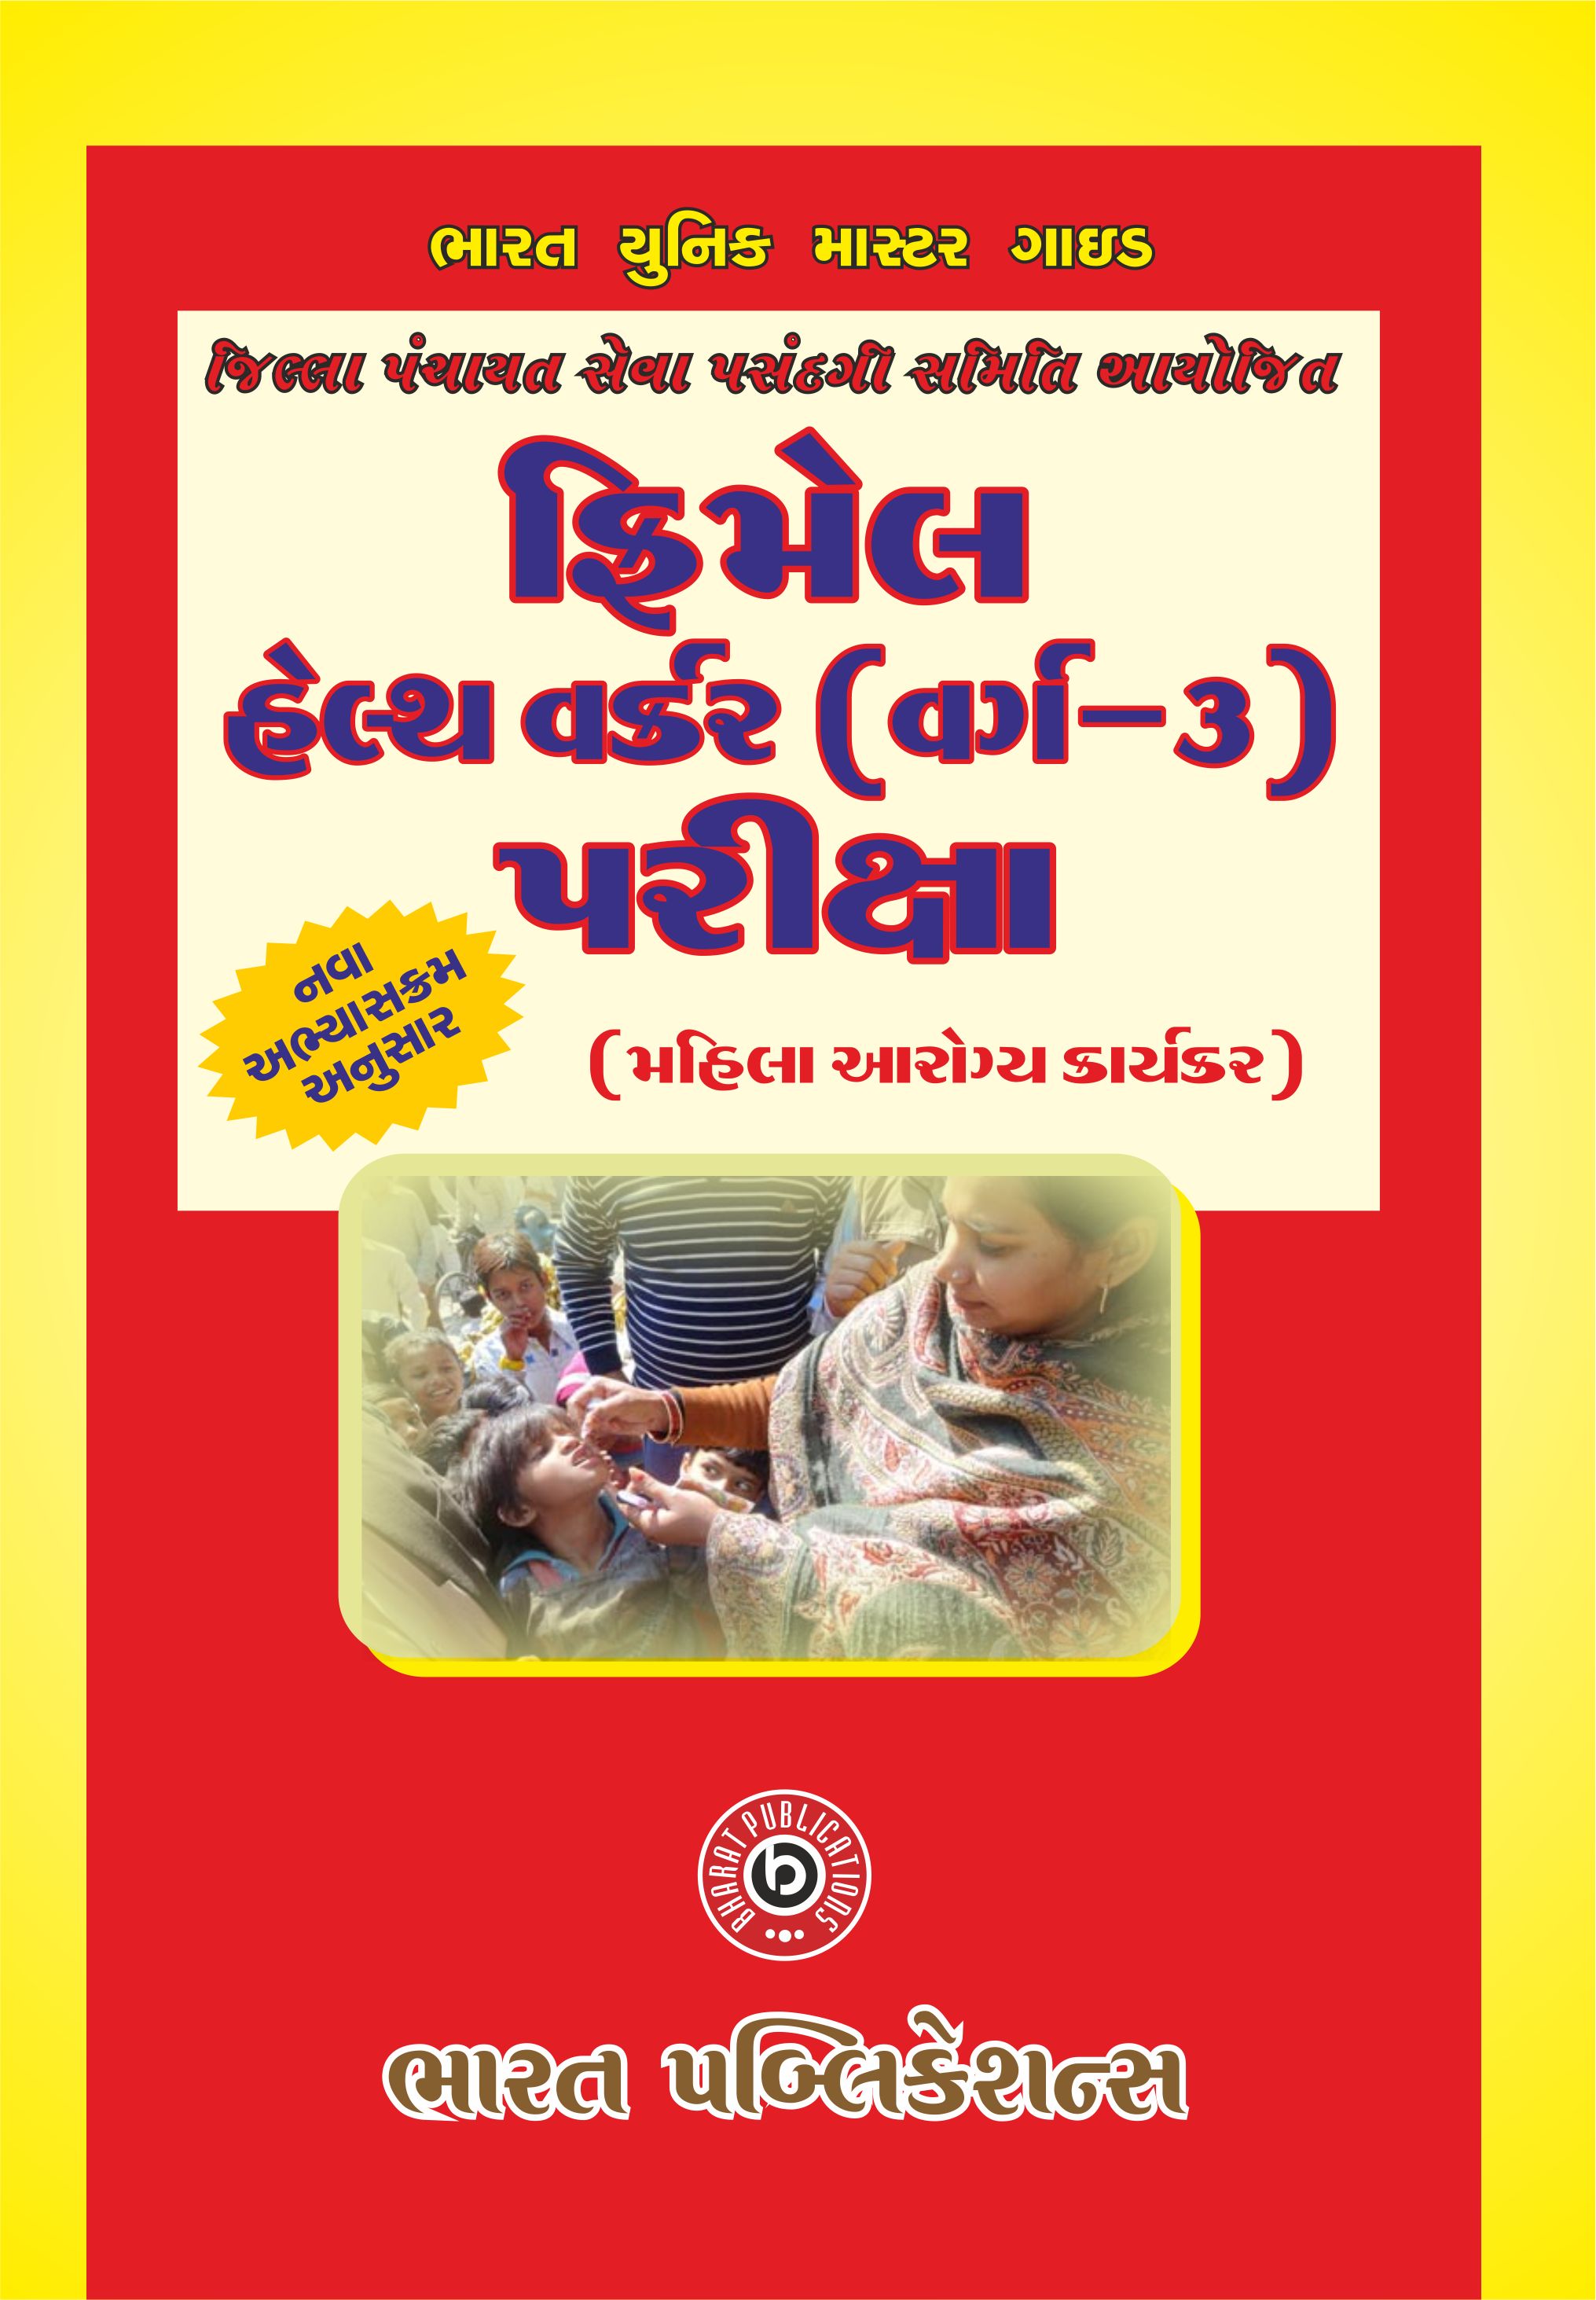 ભારત યુનિક માસ્ટર ગાઇડ
જિલ્લા પંચાયત સેવા પસંદગી સમિતિ આયોજિત
ફિમેલ
હેલ્થ વર્કર (વર્ગ–૩)
પરીક્ષા
નવા
અભ્યાસક્રમ
અનુસાર
(મહિલા આરોગ્ય કાર્યકર)
BHARAT PUBLICATIONS
b
ભારત પબ્લિકેશન્સ